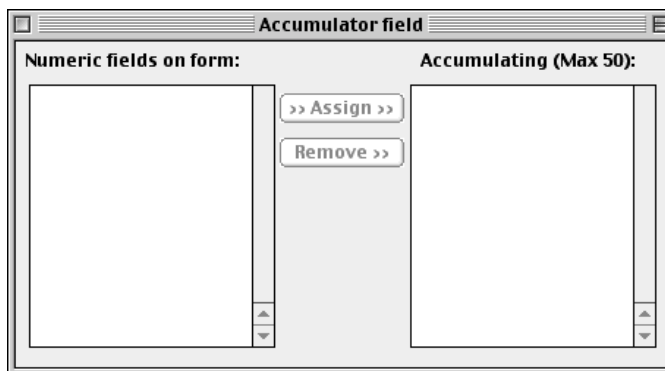 Accumulator field
Numeric fields on form:
Accumulating (Max 50):
>> Assign >>
Remove >>